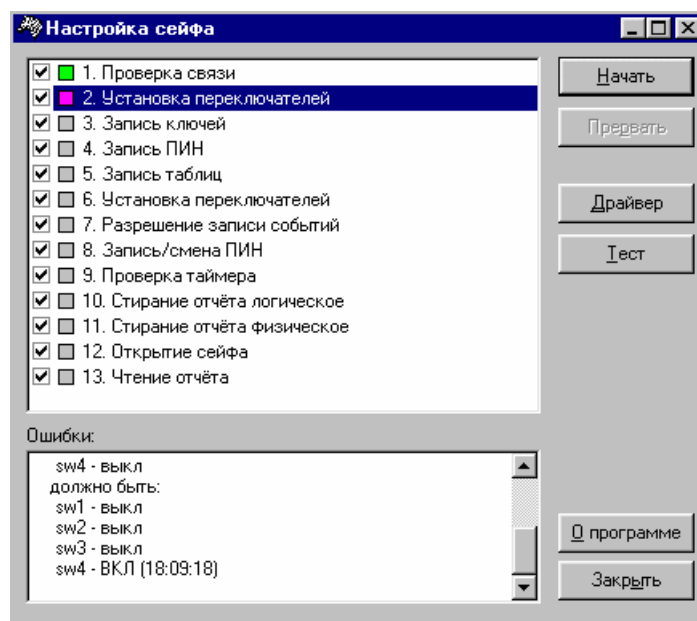 Настройка сейфа
1. Проверка связи
2. Установка переключателей
3. Запись ключей
4. Запись ПИН
5. Запись таблиц
6. Установка переключателей
7. Разрешение записи событий
8. Запись/смена ПИН
9. Проверка таймера
10. Стирание отчёта логическое
11. Стирание отчёта физическое
12. Открытие сейфа
13. Чтение отчёта
Начать
Прервать
Драйвер
Тест
Ошибки:
sw4 - выкл
должно быть:
sw1 - выкл
sw2 - выкл
sw3 - выкл
sw4 - ВКЛ (18:09:18)
О программе
Закрыть